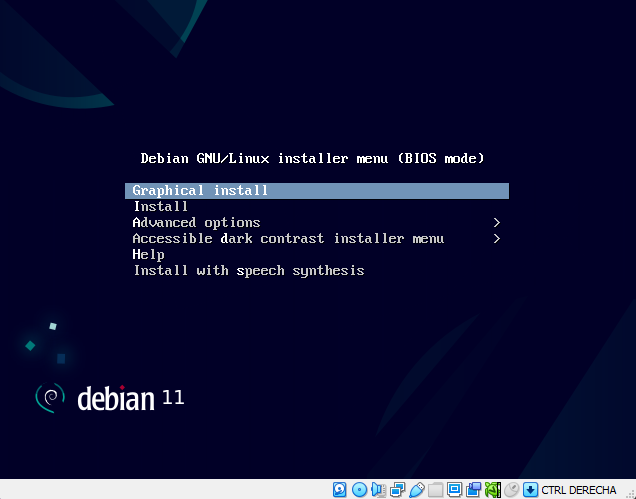 Debian GNU/Linux installer menu (BIOS mode)
Graphical install
Install
Advanced options >
Accessible dark contrast installer menu >
Help
Install with speech synthesis
debian 11
CTRL DERECHA